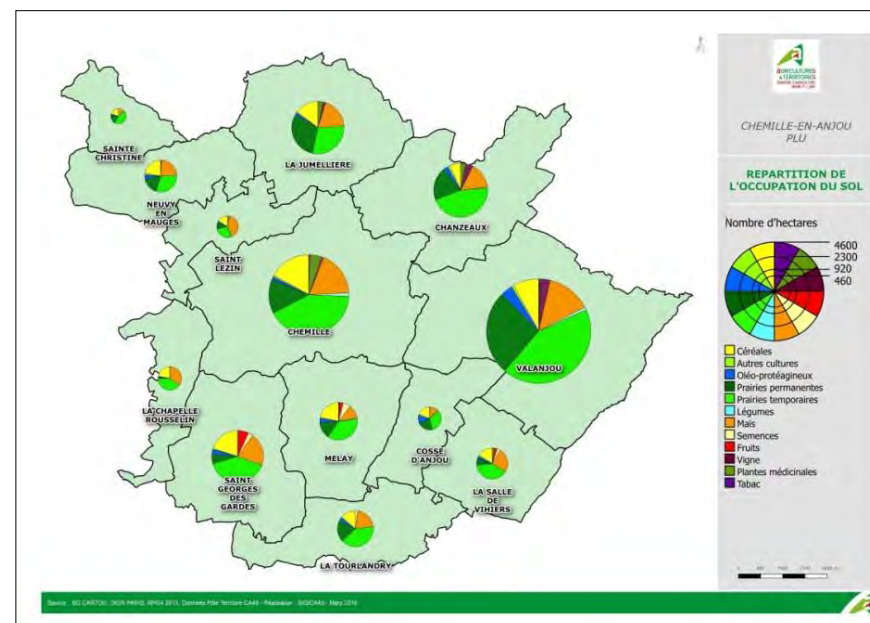 AGRICULTURES
& TERRITOIRES
CHEMILLE-EN-ANJOU
PLU
REPARTITION DE
L'OCCUPATION DU SOL
Nombre d'hectares
4600
2300
920
460
Céréales
Autres cultures
Oléo-protéagineux
Prairies permanentes
Prairies temporaires
Légumes
Maïs
Semences
Fruits
Vigne
Plantes médicinales
Tabac
SAINTE
CHRISTINE
LA JUMELLIERE
NEUVY
EN
MAUGES
CHANZEAUX
SAINT
LEZIN
CHEMILLE
VALANJOU
LA CHAPELLE
ROUSSELIN
MELAY
COSSE
D'ANJOU
SAINT
GEORGES
DES
GARDES
LA SALLE
DE
VIHIERS
LA TOURLANDRY